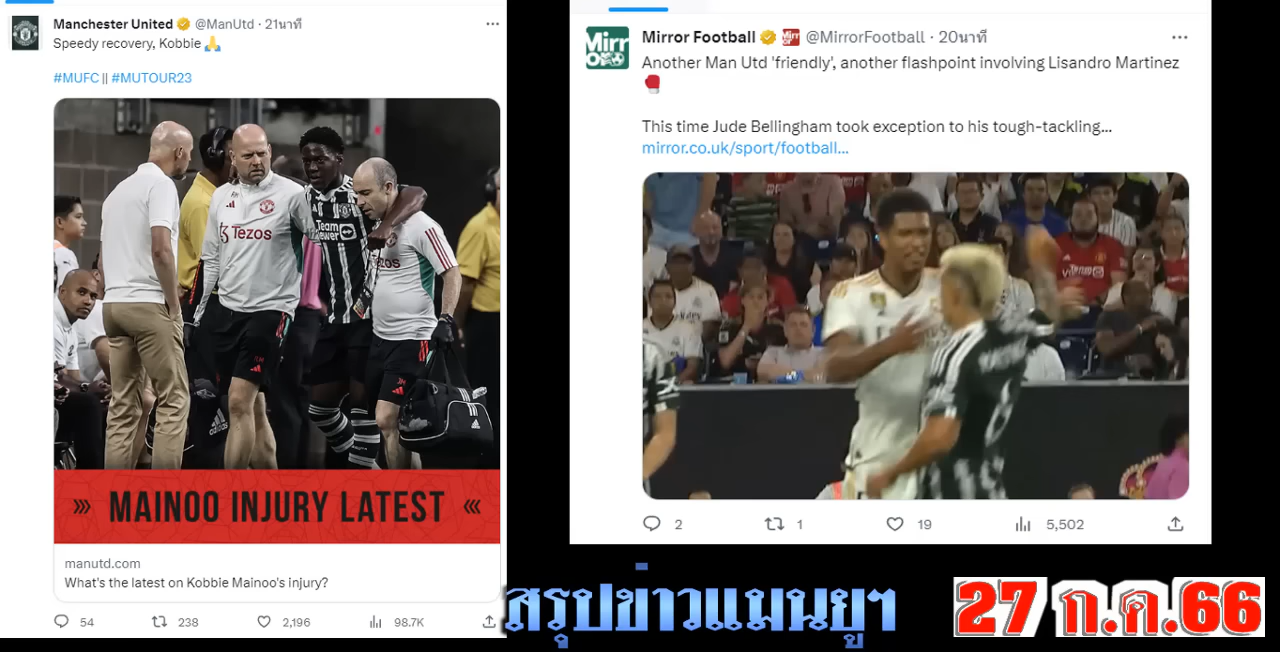 Manchester United @ManUtd · 21นาที
Speedy recovery, Kobbie 🙏
#MUFC || #MUTOUR23
TEZOS
Team
Viewer
MAINOO INJURY LATEST
manutd.com
What's the latest on Kobbie Mainoo's injury?
54 238 2,196 98.7K
Mirror Football @MirrorFootball · 20นาที
Another Man Utd 'friendly', another flashpoint involving Lisandro Martinez
🥊
This time Jude Bellingham took exception to his tough-tackling...
mirror.co.uk/sport/football...
2 1 19 5,502
สรุปข่าวแมนยูฯ
27 ก.ค.66